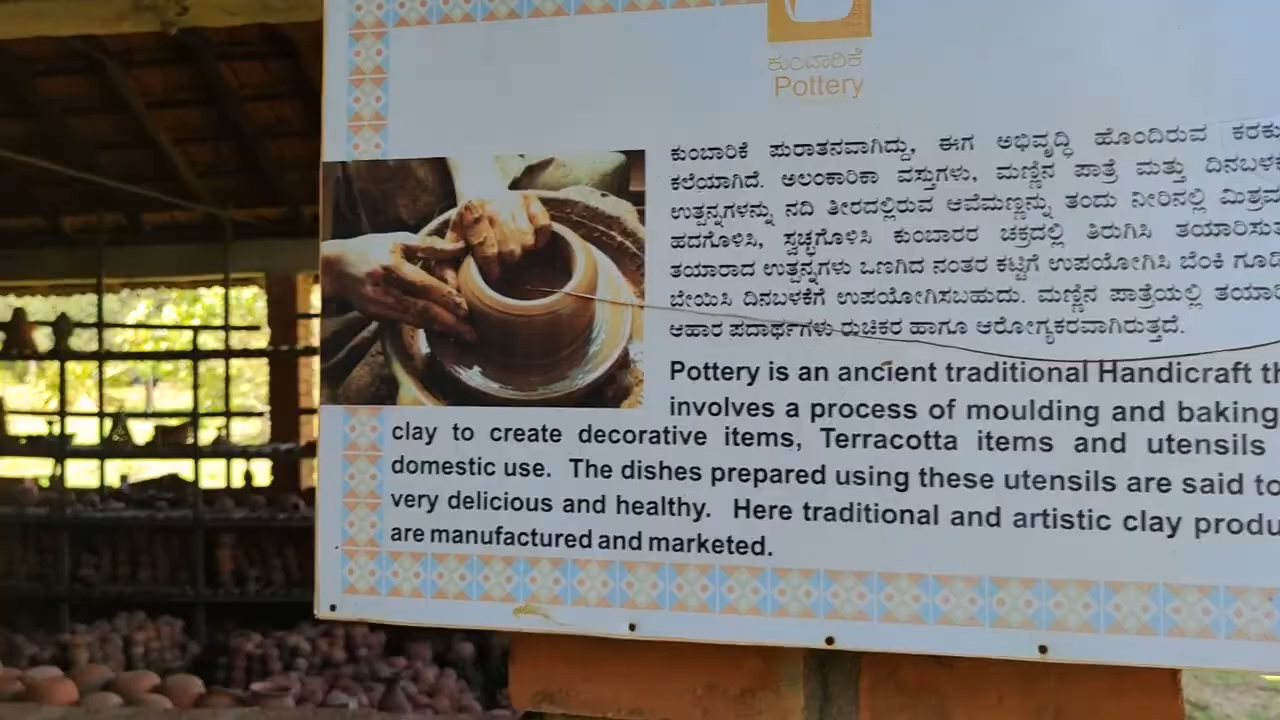 ಕುಂಬಾರಿಕೆ
Pottery
ಕುಂಬಾರಿಕೆ ಪುರಾತನವಾಗಿದ್ದು, ಈಗ ಅಭಿವೃದ್ಧಿ ಹೊಂದಿರುವ
ಕಲೆಯಾಗಿದೆ. ಅಲಂಕಾರಿಕಾ ವಸ್ತುಗಳು, ಮಣ್ಣಿನ ಪಾತ್ರೆ ಮತ್ತು
ಉತ್ಪನ್ನಗಳನ್ನು ನದಿ ತೀರದಲ್ಲಿರುವ ಆವೆಮಣ್ಣನ್ನು ತಂದು ನೀರಿನಲ್ಲಿ
ಹದಗೊಳಿಸಿ, ಸ್ವಚ್ಛಗೊಳಿಸಿ ಕುಂಬಾರರ ಚಕ್ರದಲ್ಲಿ ತಿರುಗಿಸಿ
ತಯಾರಾದ ಉತ್ಪನ್ನಗಳು ಒಣಗಿದ ನಂತರ ಕಟ್ಟಿಗೆ ಉಪಯೋಗಿಸಿ ಬೆಂಕಿ
ಬೇಯಿಸಿ ದಿನಬಳಕೆಗೆ ಉಪಯೋಗಿಸಬಹುದು. ಮಣ್ಣಿನ ಪಾತ್ರೆಯಲ್ಲಿ
ಆಹಾರ ಪದಾರ್ಥಗಳು ರುಚಿಕರ ಹಾಗೂ ಆರೋಗ್ಯಕರವಾಗಿರುತ್ತದೆ.
Pottery is an ancient traditional Handicraft
involves a process of moulding and baking
clay to create decorative items, Terracotta items and utensils
domestic use. The dishes prepared using these utensils are said to
very delicious and healthy. Here traditional and artistic clay
are manufactured and marketed.